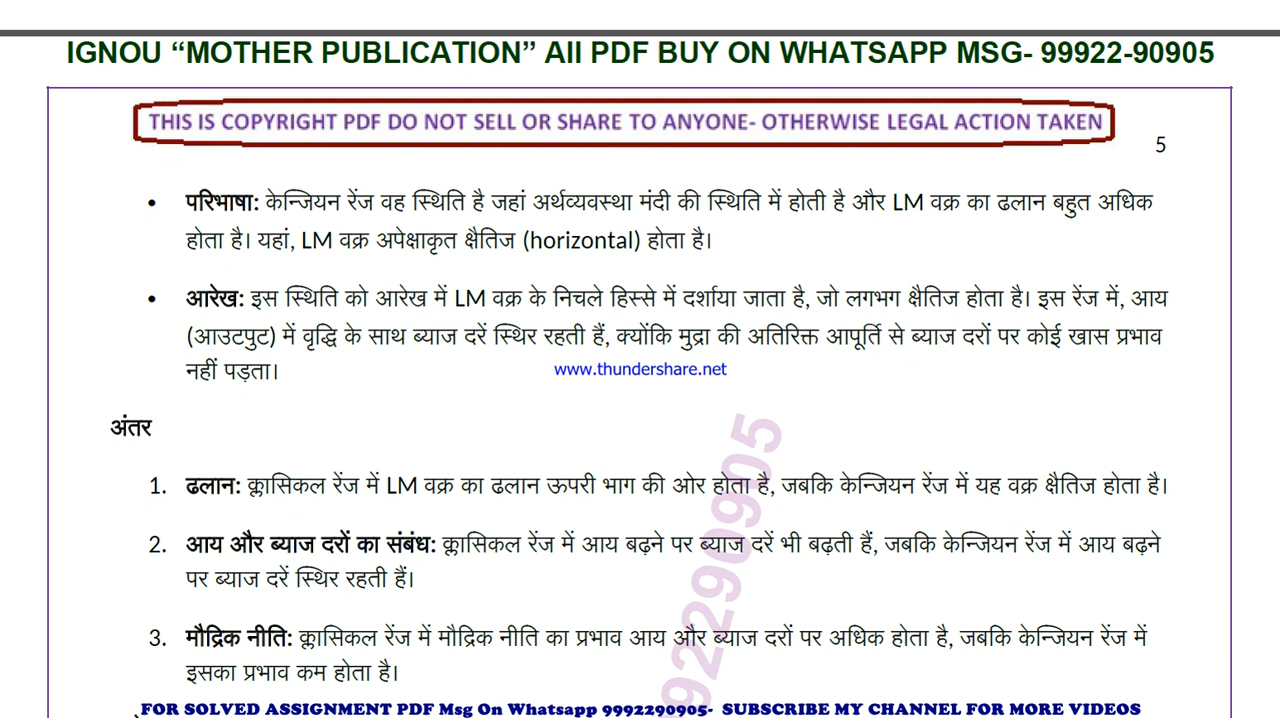 IGNOU “MOTHER PUBLICATION” All PDF BUY ON WHATSAPP MSG- 99922-90905
THIS IS COPYRIGHT PDF DO NOT SELL OR SHARE TO ANYONE- OTHERWISE LEGAL ACTION TAKEN
5
• परिभाषा: केन्जियन रेंज वह स्थिति है जहां अर्थव्यवस्था मंदी की स्थिति में होती है और LM वक्र का ढलान बहुत अधिक
होता है। यहां, LM वक्र अपेक्षाकृत क्षैतिज (horizontal) होता है।
• आरेख: इस स्थिति को आरेख में LM वक्र के निचले हिस्से में दर्शाया जाता है, जो लगभग क्षैतिज होता है। इस रेंज में, आय
(आउटपुट) में वृद्धि के साथ ब्याज दरें स्थिर रहती हैं, क्योंकि मुद्रा की अतिरिक्त आपूर्ति से ब्याज दरों पर कोई खास प्रभाव
नहीं पड़ता।
www.thundershare.net
अंतर
1. ढलान: क्लासिकल रेंज में LM वक्र का ढलान ऊपरी भाग की ओर होता है, जबकि केन्जियन रेंज में यह वक्र क्षैतिज होता है।
2. आय और ब्याज दरों का संबंध: क्लासिकल रेंज में आय बढ़ने पर ब्याज दरें भी बढ़ती हैं, जबकि केन्जियन रेंज में आय बढ़ने
पर ब्याज दरें स्थिर रहती हैं।
3. मौद्रिक नीति: क्लासिकल रेंज में मौद्रिक नीति का प्रभाव आय और ब्याज दरों पर अधिक होता है, जबकि केन्जियन रेंज में
इसका प्रभाव कम होता है।
9992290905
FOR SOLVED ASSIGNMENT PDF Msg On Whatsapp 9992290905- SUBSCRIBE MY CHANNEL FOR MORE VIDEOS